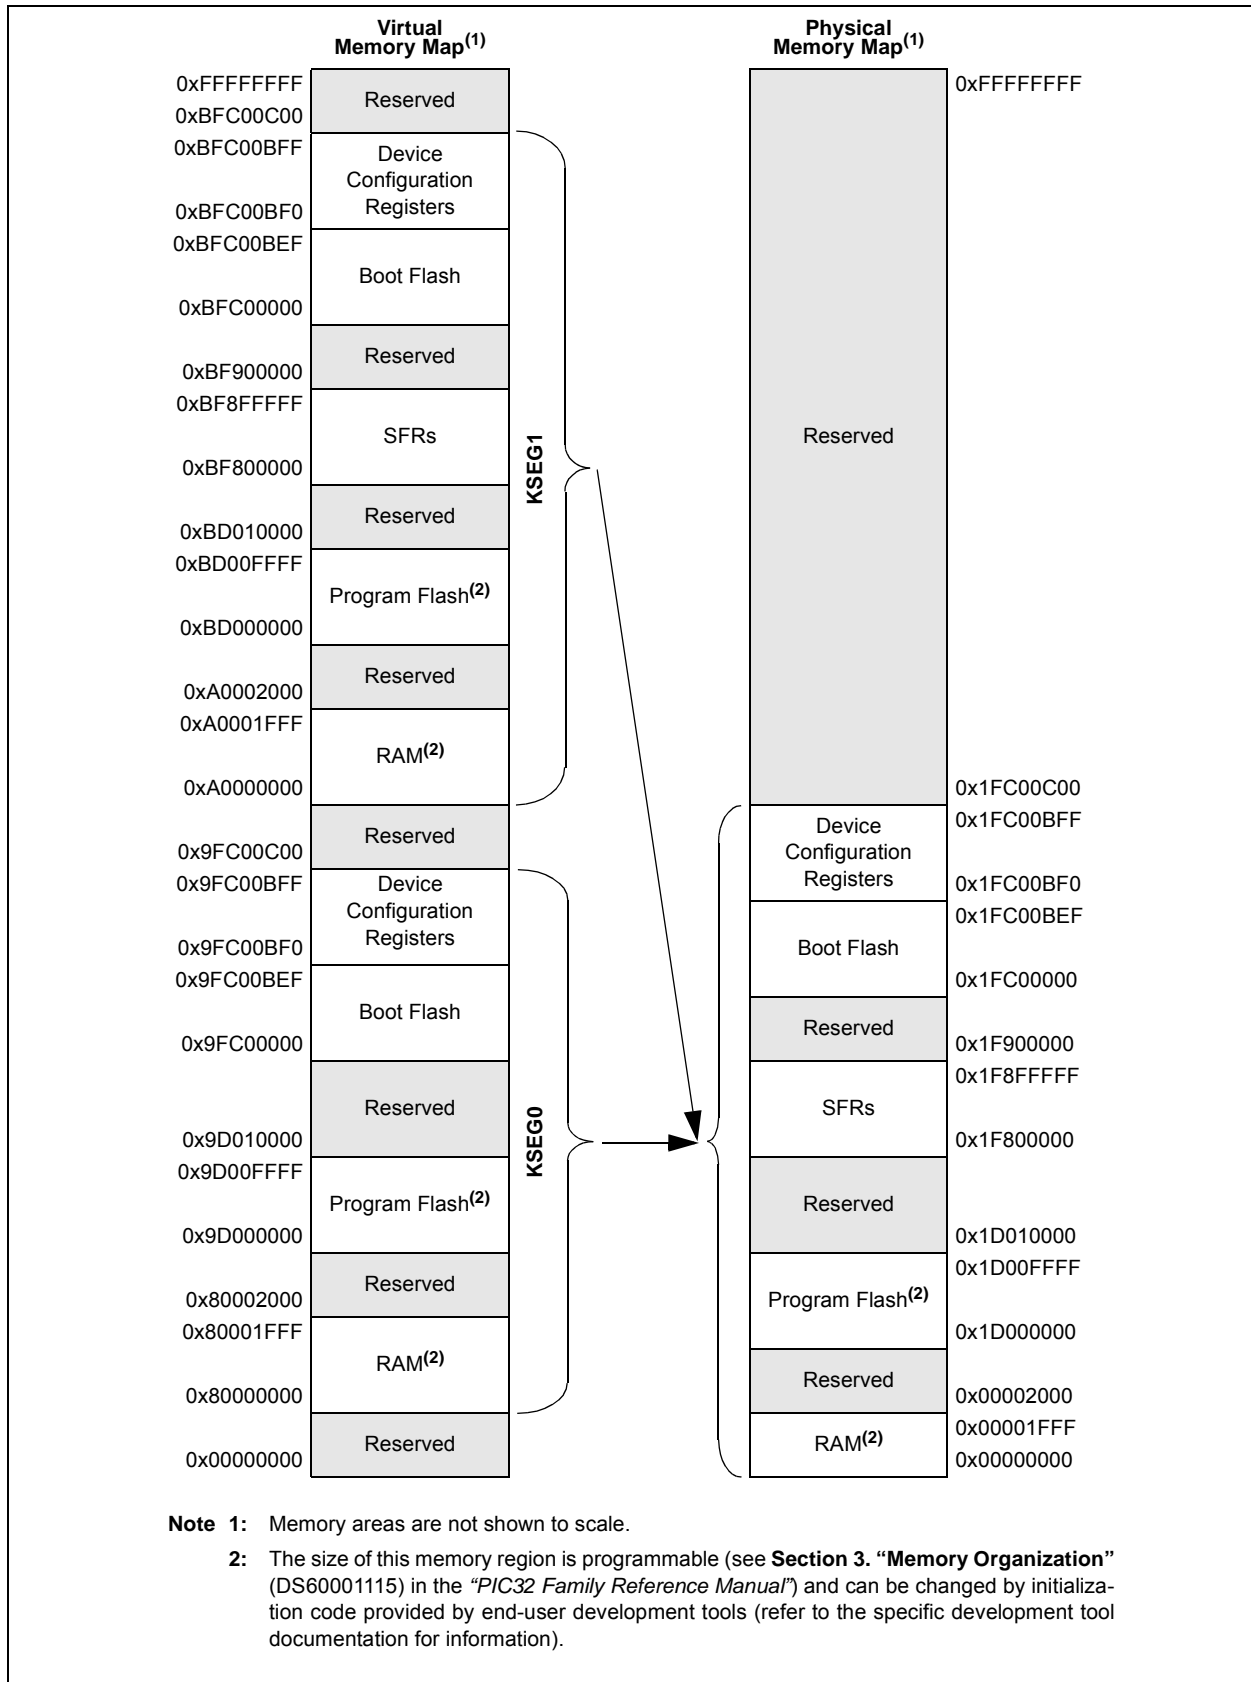 Virtual
Memory Map(1)
Physical
Memory Map(1)
0xFFFFFFFF
Reserved
0xBFC00C00
0xBFC00BFF
Device
Configuration
Registers
0xBFC00BF0
0xBFC00BEF
Boot Flash
0xBFC00000
Reserved
0xBF900000
0xBF8FFFFF
SFRs
0xBF800000
Reserved
0xBD010000
0xBD00FFFF
Program Flash(2)
0xBD000000
Reserved
0xA0002000
0xA0001FFF
RAM(2)
0xA0000000
KSEG1
Reserved
0x9FC00C00
0x9FC00BFF
Device
Configuration
Registers
0x9FC00BF0
0x9FC00BEF
Boot Flash
0x9FC00000
Reserved
0x9D010000
0x9D00FFFF
Program Flash(2)
0x9D000000
Reserved
0x80002000
0x80001FFF
RAM(2)
0x80000000
KSEG0
Reserved
0x00000000
0xFFFFFFFF
Reserved
0x1FC00C00
0x1FC00BFF
Device
Configuration
Registers
0x1FC00BF0
0x1FC00BEF
Boot Flash
0x1FC00000
Reserved
0x1F900000
0x1F8FFFFF
SFRs
0x1F800000
Reserved
0x1D010000
0x1D00FFFF
Program Flash(2)
0x1D000000
Reserved
0x00002000
0x00001FFF
RAM(2)
0x00000000
Note 1: Memory areas are not shown to scale.
2: The size of this memory region is programmable (see Section 3. “Memory Organization”
(DS60001115) in the “PIC32 Family Reference Manual”) and can be changed by initializa-
tion code provided by end-user development tools (refer to the specific development tool
documentation for information).